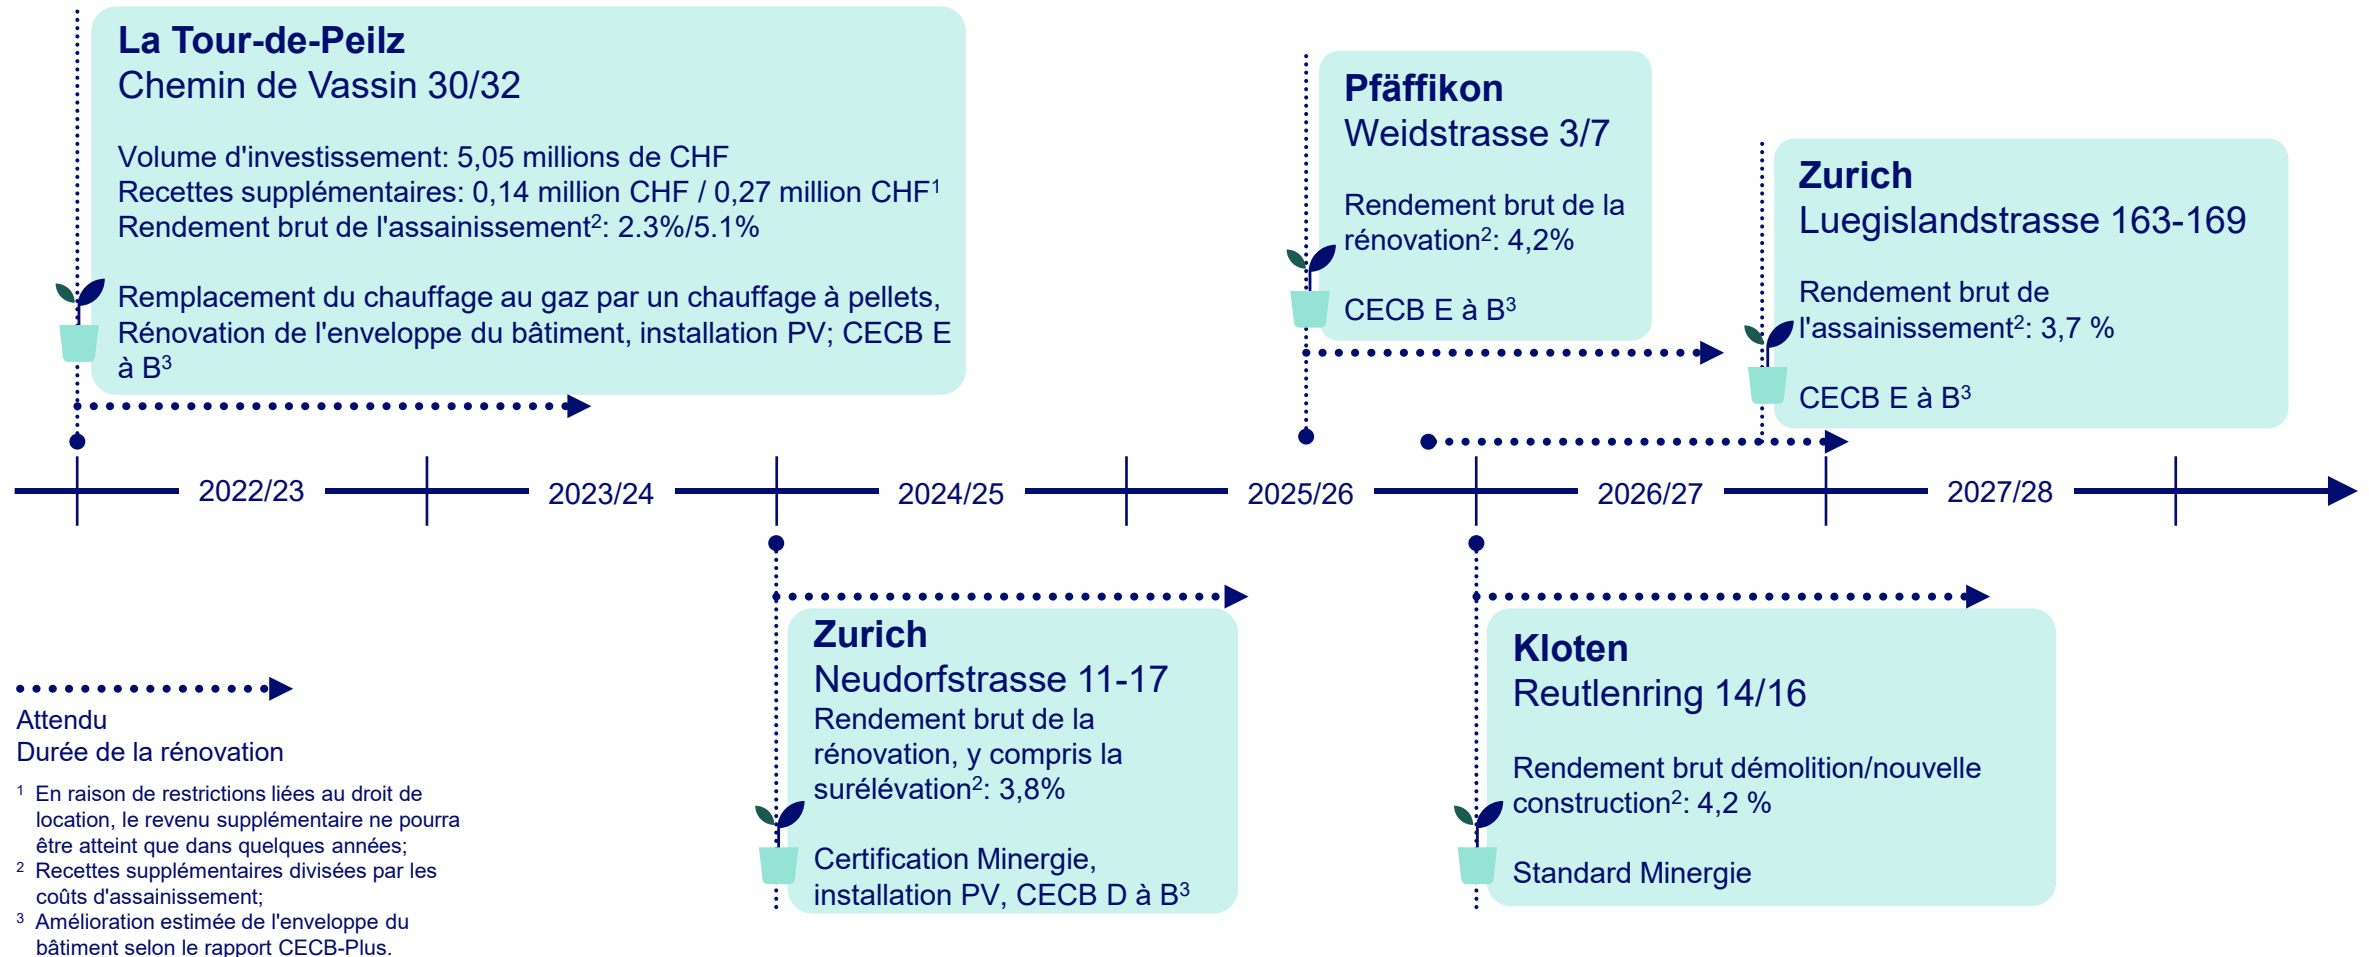 La Tour-de-Peilz
Chemin de Vassin 30/32
Volume d'investissement: 5,05 millions de CHF
Recettes supplémentaires: 0,14 million CHF / 0,27 million CHF¹
Rendement brut de l'assainissement²: 2.3%/5.1%
Remplacement du chauffage au gaz par un chauffage à pellets,
Rénovation de l'enveloppe du bâtiment, installation PV; CECB E
à B³
Pfäffikon
Weidstrasse 3/7
Rendement brut de la
rénovation²: 4,2%
CECB E à B³
Zurich
Luegislandstrasse 163-169
Rendement brut de
l'assainissement²: 3,7 %
CECB E à B³
2022/23
2023/24
2024/25
2025/26
2026/27
2027/28
Zurich
Neudorfstrasse 11-17
Rendement brut de la
rénovation, y compris la
surélévation²: 3,8%
Certification Minergie,
installation PV, CECB D à B³
Kloten
Reutlenring 14/16
Rendement brut démolition/nouvelle
construction²: 4,2 %
Standard Minergie
Attendu
Durée de la rénovation
¹ En raison de restrictions liées au droit de
location, le revenu supplémentaire ne pourra
être atteint que dans quelques années;
² Recettes supplémentaires divisées par les
coûts d'assainissement;
³ Amélioration estimée de l'enveloppe du
bâtiment selon le rapport CECB-Plus.